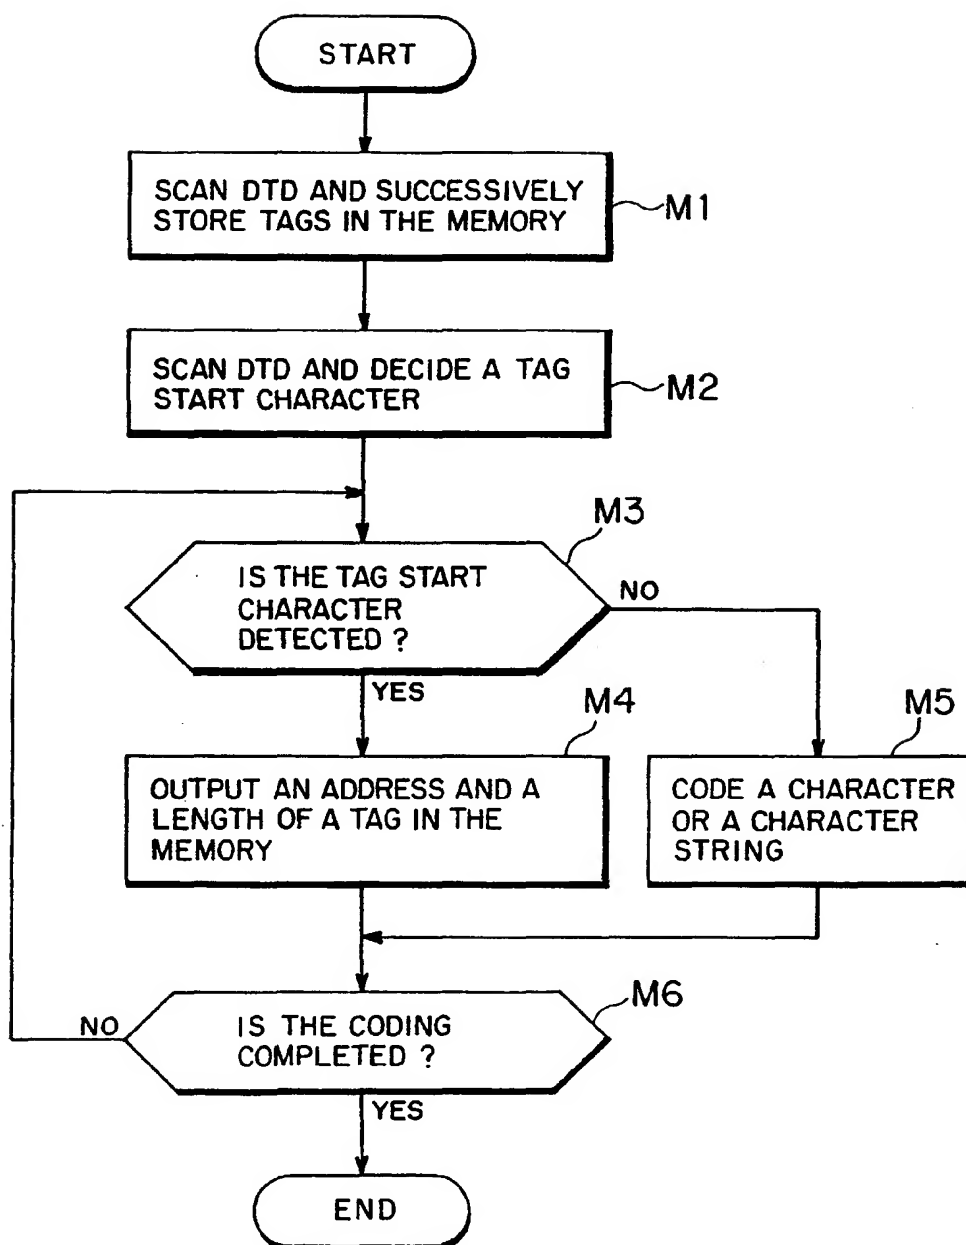 START
SCAN DTD AND SUCCESSIVELY
STORE TAGS IN THE MEMORY
M1
SCAN DTD AND DECIDE A TAG
START CHARACTER
M2
M3
IS THE TAG START
CHARACTER
DETECTED ?
NO
YES
M4
M5
OUTPUT AN ADDRESS AND A
LENGTH OF A TAG IN THE
MEMORY
CODE A CHARACTER
OR A CHARACTER
STRING
M6
NO
IS THE CODING
COMPLETED ?
YES
END